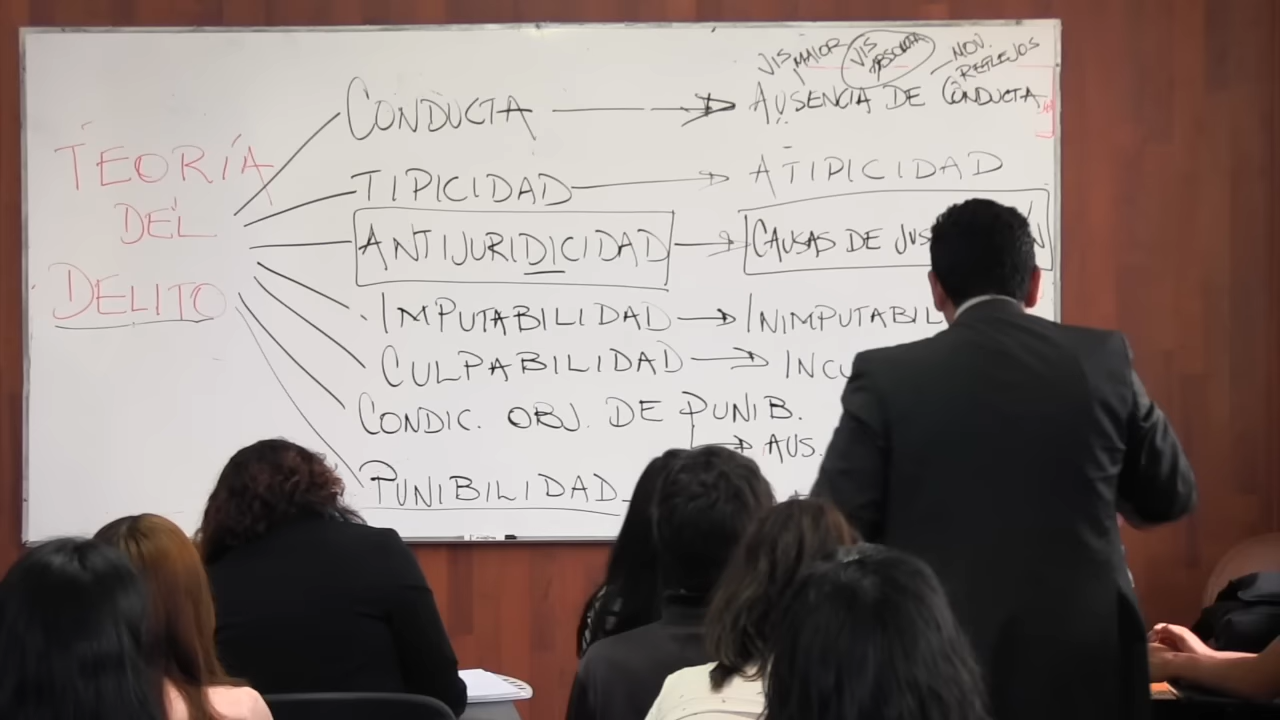 TEORÍA
DEL
DELITO
VIS MAIOR VIS ABSOLUTA MOV. REFLEJOS
CONDUCTA → AUSENCIA DE CONDUCTA
TIPICIDAD → ATIPICIDAD
ANTIJURIDICIDAD → CAUSAS DE JUS N
IMPUTABILIDAD → INIMPUTABIL
CULPABILIDAD → INCU
CONDIC. OBJ. DE PUNIB.
→ AUS.
PUNIBILIDAD